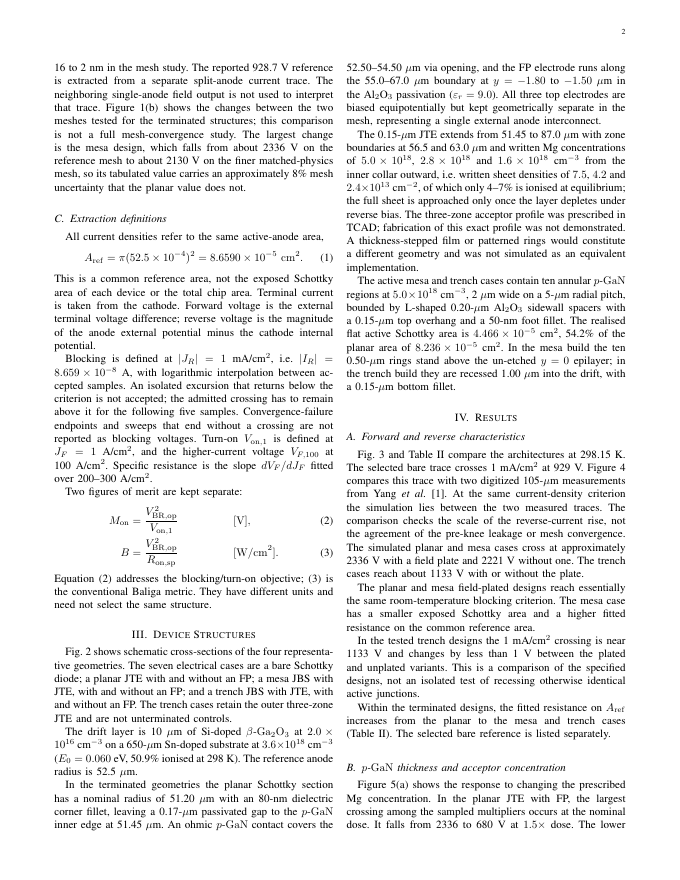 2
16 to 2 nm in the mesh study. The reported 928.7 V reference
is extracted from a separate split-anode current trace. The
neighboring single-anode field output is not used to interpret
that trace. Figure 1(b) shows the changes between the two
meshes tested for the terminated structures; this comparison
is not a full mesh-convergence study. The largest change
is the mesa design, which falls from about 2336 V on the
reference mesh to about 2130 V on the finer matched-physics
mesh, so its tabulated value carries an approximately 8% mesh
uncertainty that the planar value does not.
C. Extraction definitions
All current densities refer to the same active-anode area,
A_ref = π(52.5 × 10⁻⁴)² = 8.6590 × 10⁻⁵ cm². (1)
This is a common reference area, not the exposed Schottky
area of each device or the total chip area. Terminal current
is taken from the cathode. Forward voltage is the external
terminal voltage difference; reverse voltage is the magnitude
of the anode external potential minus the cathode internal
potential.
Blocking is defined at |J_R| = 1 mA/cm², i.e. |I_R| =
8.659 × 10⁻⁸ A, with logarithmic interpolation between ac-
cepted samples. An isolated excursion that returns below the
criterion is not accepted; the admitted crossing has to remain
above it for the following five samples. Convergence-failure
endpoints and sweeps that end without a crossing are not
reported as blocking voltages. Turn-on V_on,1 is defined at
J_F = 1 A/cm², and the higher-current voltage V_F,100 at
100 A/cm². Specific resistance is the slope dV_F/dJ_F fitted
over 200–300 A/cm².
Two figures of merit are kept separate:
M_on = V²_BR,op / V_on,1 [V], (2)
B = V²_BR,op / R_on,sp [W/cm²]. (3)
Equation (2) addresses the blocking/turn-on objective; (3) is
the conventional Baliga metric. They have different units and
need not select the same structure.
III. DEVICE STRUCTURES
Fig. 2 shows schematic cross-sections of the four representa-
tive geometries. The seven electrical cases are a bare Schottky
diode; a planar JTE with and without an FP; a mesa JBS with
JTE, with and without an FP; and a trench JBS with JTE, with
and without an FP. The trench cases retain the outer three-zone
JTE and are not unterminated controls.
The drift layer is 10 μm of Si-doped β-Ga₂O₃ at 2.0 ×
10¹⁶ cm⁻³ on a 650-μm Sn-doped substrate at 3.6×10¹⁸ cm⁻³
(E₀ = 0.060 eV, 50.9% ionised at 298 K). The reference anode
radius is 52.5 μm.
In the terminated geometries the planar Schottky section
has a nominal radius of 51.20 μm with an 80-nm dielectric
corner fillet, leaving a 0.17-μm passivated gap to the p-GaN
inner edge at 51.45 μm. An ohmic p-GaN contact covers the
52.50–54.50 μm via opening, and the FP electrode runs along
the 55.0–67.0 μm boundary at y = −1.80 to −1.50 μm in
the Al₂O₃ passivation (ε_r = 9.0). All three top electrodes are
biased equipotentially but kept geometrically separate in the
mesh, representing a single external anode interconnect.
The 0.15-μm JTE extends from 51.45 to 87.0 μm with zone
boundaries at 56.5 and 63.0 μm and written Mg concentrations
of 5.0 × 10¹⁸, 2.8 × 10¹⁸ and 1.6 × 10¹⁸ cm⁻³ from the
inner collar outward, i.e. written sheet densities of 7.5, 4.2 and
2.4×10¹³ cm⁻², of which only 4–7% is ionised at equilibrium;
the full sheet is approached only once the layer depletes under
reverse bias. The three-zone acceptor profile was prescribed in
TCAD; fabrication of this exact profile was not demonstrated.
A thickness-stepped film or patterned rings would constitute
a different geometry and was not simulated as an equivalent
implementation.
The active mesa and trench cases contain ten annular p-GaN
regions at 5.0×10¹⁸ cm⁻³, 2 μm wide on a 5-μm radial pitch,
bounded by L-shaped 0.20-μm Al₂O₃ sidewall spacers with
a 0.15-μm top overhang and a 50-nm foot fillet. The realised
flat active Schottky area is 4.466 × 10⁻⁵ cm², 54.2% of the
planar area of 8.236 × 10⁻⁵ cm². In the mesa build the ten
0.50-μm rings stand above the un-etched y = 0 epilayer; in
the trench build they are recessed 1.00 μm into the drift, with
a 0.15-μm bottom fillet.
IV. RESULTS
A. Forward and reverse characteristics
Fig. 3 and Table II compare the architectures at 298.15 K.
The selected bare trace crosses 1 mA/cm² at 929 V. Figure 4
compares this trace with two digitized 105-μm measurements
from Yang et al. [1]. At the same current-density criterion
the simulation lies between the two measured traces. The
comparison checks the scale of the reverse-current rise, not
the agreement of the pre-knee leakage or mesh convergence.
The simulated planar and mesa cases cross at approximately
2336 V with a field plate and 2221 V without one. The trench
cases reach about 1133 V with or without the plate.
The planar and mesa field-plated designs reach essentially
the same room-temperature blocking criterion. The mesa case
has a smaller exposed Schottky area and a higher fitted
resistance on the common reference area.
In the tested trench designs the 1 mA/cm² crossing is near
1133 V and changes by less than 1 V between the plated
and unplated variants. This is a comparison of the specified
designs, not an isolated test of recessing otherwise identical
active junctions.
Within the terminated designs, the fitted resistance on A_ref
increases from the planar to the mesa and trench cases
(Table II). The selected bare reference is listed separately.
B. p-GaN thickness and acceptor concentration
Figure 5(a) shows the response to changing the prescribed
Mg concentration. In the planar JTE with FP, the largest
crossing among the sampled multipliers occurs at the nominal
dose. It falls from 2336 to 680 V at 1.5× dose. The lower